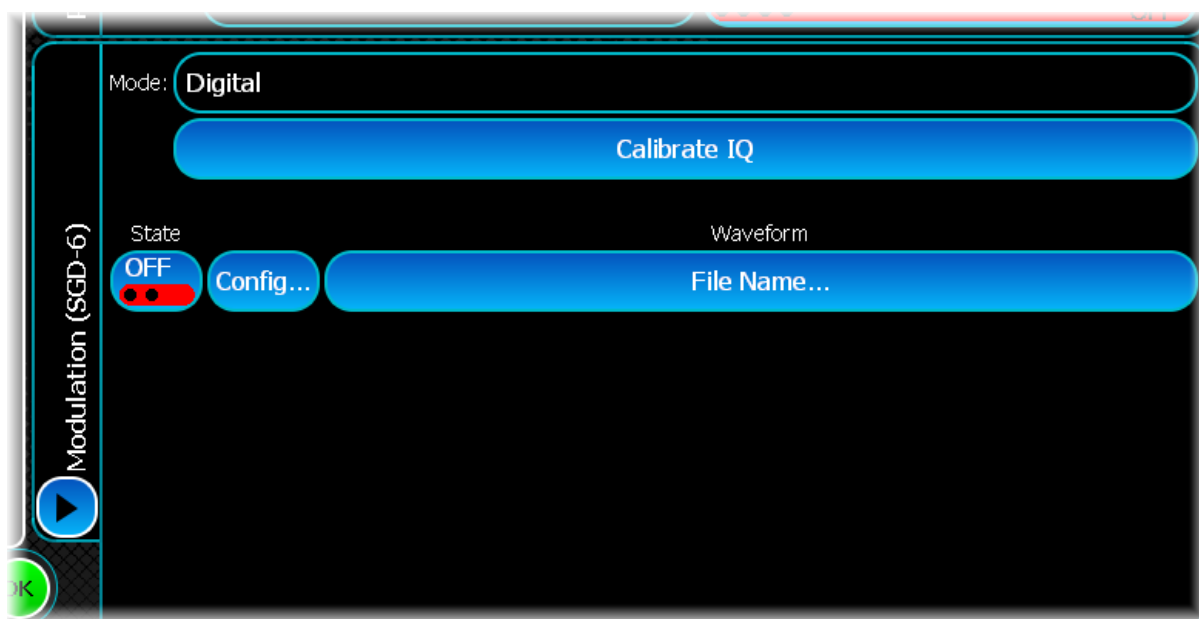 Mode: Digital
Calibrate IQ
State Waveform
OFF Config... File Name...
Modulation (SGD-6)